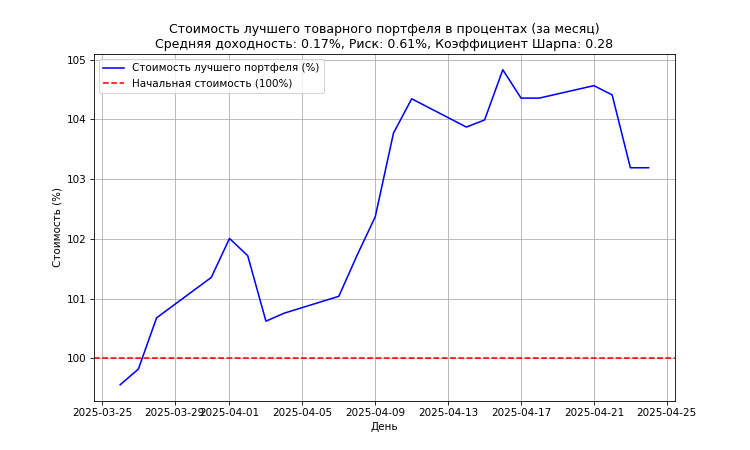 Стоимость лучшего товарного портфеля в процентах (за месяц)
Средняя доходность: 0.17%, Риск: 0.61%, Коэффициент Шарпа: 0.28
Стоимость лучшего портфеля (%)
Начальная стоимость (100%)
Стоимость (%)
105
104
103
102
101
100
2025-03-25 2025-03-29 2025-04-01 2025-04-05 2025-04-09 2025-04-13 2025-04-17 2025-04-21 2025-04-25
День